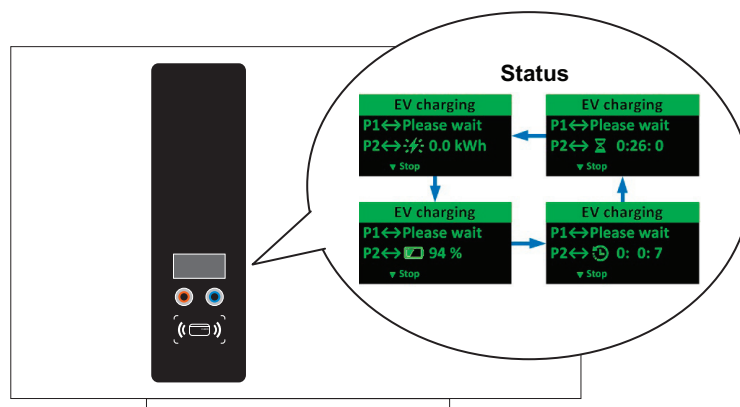 Status
EV charging
P1↔Please wait
P2↔ 0.0 kWh
▼ Stop
EV charging
P1↔Please wait
P2↔ 0:26: 0
▼ Stop
EV charging
P1↔Please wait
P2↔ 94 %
▼ Stop
EV charging
P1↔Please wait
P2↔ 0: 0: 7
▼ Stop